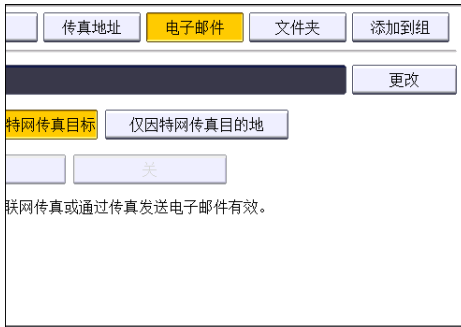 传真地址 电子邮件 文件夹 添加到组
更改
特网传真目标 仅因特网传真目的地
关
联网传真或通过传真发送电子邮件有效。